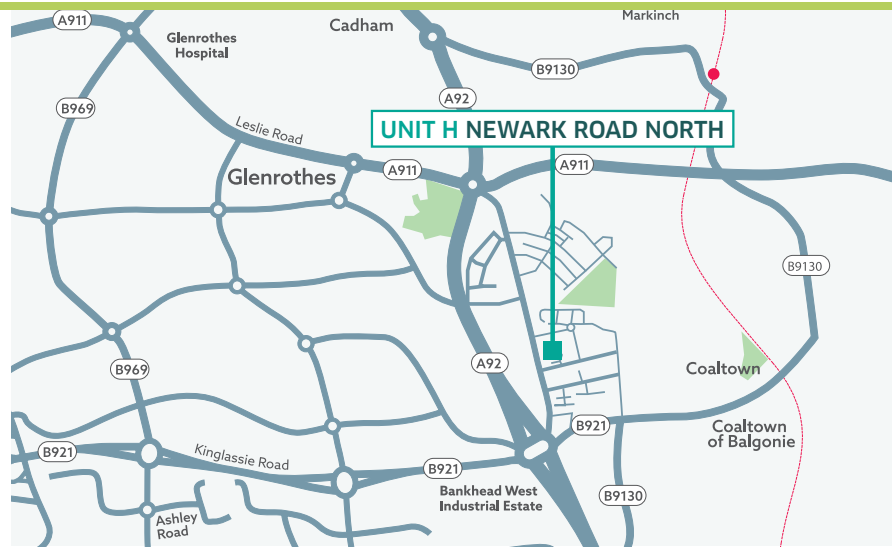 Markinch
A911
Cadham
Glenrothes
Hospital
B9130
A92
B969
UNIT H NEWARK ROAD NORTH
Leslie Road
A911
A911
Glenrothes
B9130
A92
B969
Coaltown
B921
Coaltown
of Balgonie
B921
Kinglassie Road
B921
Bankhead West
Industrial Estate
B9130
Ashley
Road